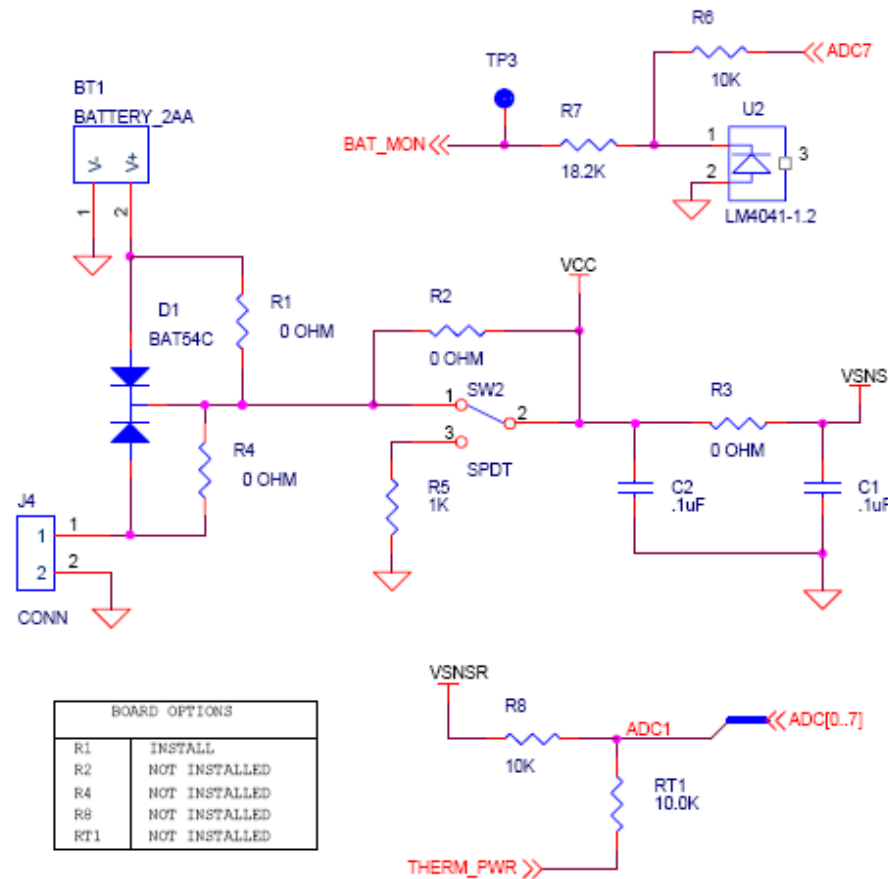 R6
ADC7
10K
TP3
BT1
BATTERY_2AA
V-
V+
1
2
R7
BAT_MON
18.2K
U2
1
2
3
LM4041-1.2
VCC
D1
BAT54C
R1
0 OHM
R2
0 OHM
1
SW2
2
3
SPDT
R3
0 OHM
VSNS
R4
0 OHM
R5
1K
C2
.1uF
C1
.1uF
J4
1
2
1
2
CONN
VSNSR
R8
10K
ADC1
ADC[0..7]
RT1
10.0K
THERM_PWR
BOARD OPTIONS
R1 INSTALL
R2 NOT INSTALLED
R4 NOT INSTALLED
R8 NOT INSTALLED
RT1 NOT INSTALLED